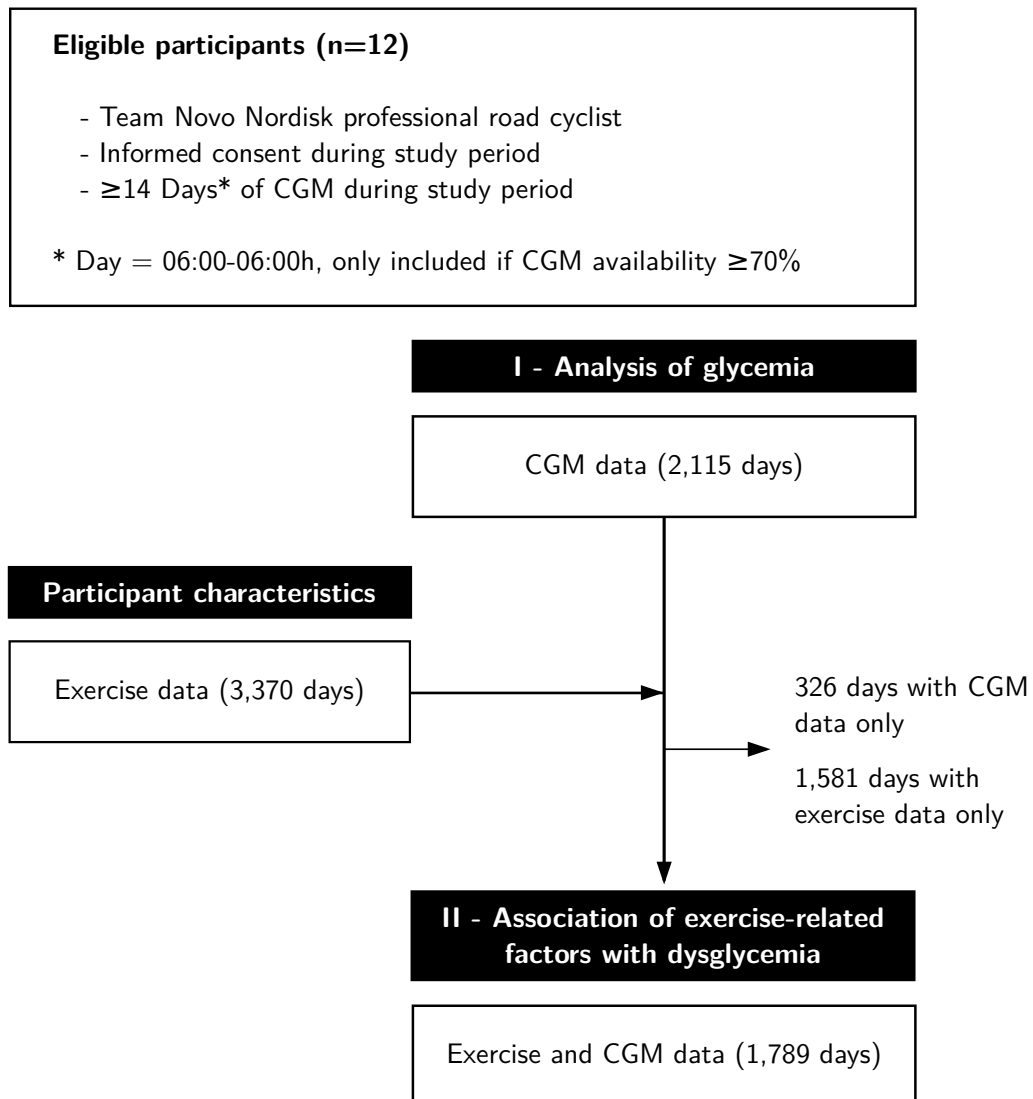 Eligible participants (n=12)
- Team Novo Nordisk professional road cyclist
- Informed consent during study period
- ≥14 Days* of CGM during study period
* Day = 06:00-06:00h, only included if CGM availability ≥70%
I - Analysis of glycemia
CGM data (2,115 days)
Participant characteristics
Exercise data (3,370 days)
326 days with CGM
data only
1,581 days with
exercise data only
II - Association of exercise-related
factors with dysglycemia
Exercise and CGM data (1,789 days)